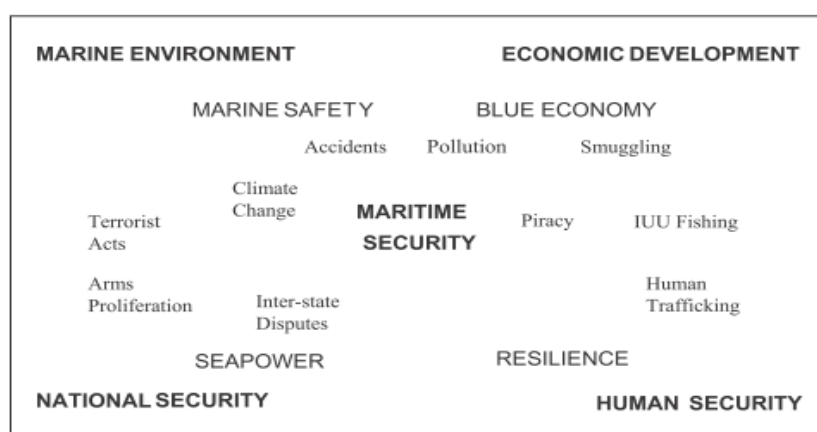 MARINE ENVIRONMENT ECONOMIC DEVELOPMENT
MARINE SAFETY BLUE ECONOMY
Accidents Pollution Smuggling
Climate
Change
MARITIME
SECURITY
Terrorist
Acts
Piracy IUU Fishing
Arms
Proliferation
Inter-state
Disputes
Human
Trafficking
SEAPOWER RESILIENCE
NATIONAL SECURITY HUMAN SECURITY